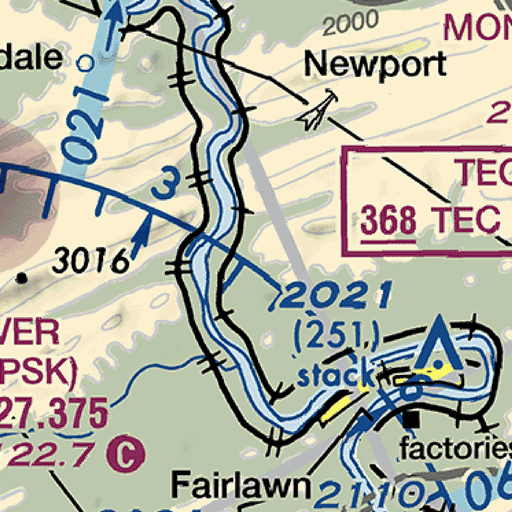 2000
MON
dale
Newport
021
2
TEC
368 TEC
3
3016
2021
(251)
stack
VER
PSK)
27.375
22.7 C
factories
Fairlawn
2110
06